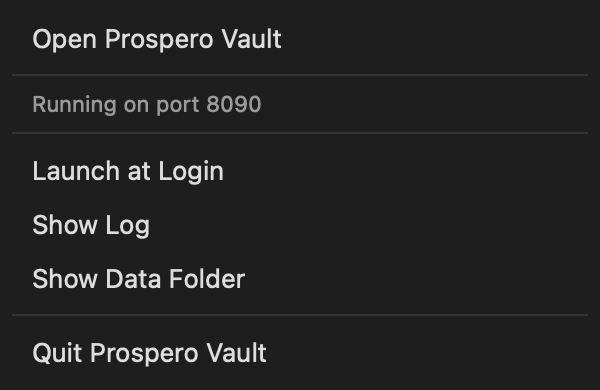 Open Prospero Vault
Running on port 8090
Launch at Login
Show Log
Show Data Folder
Quit Prospero Vault